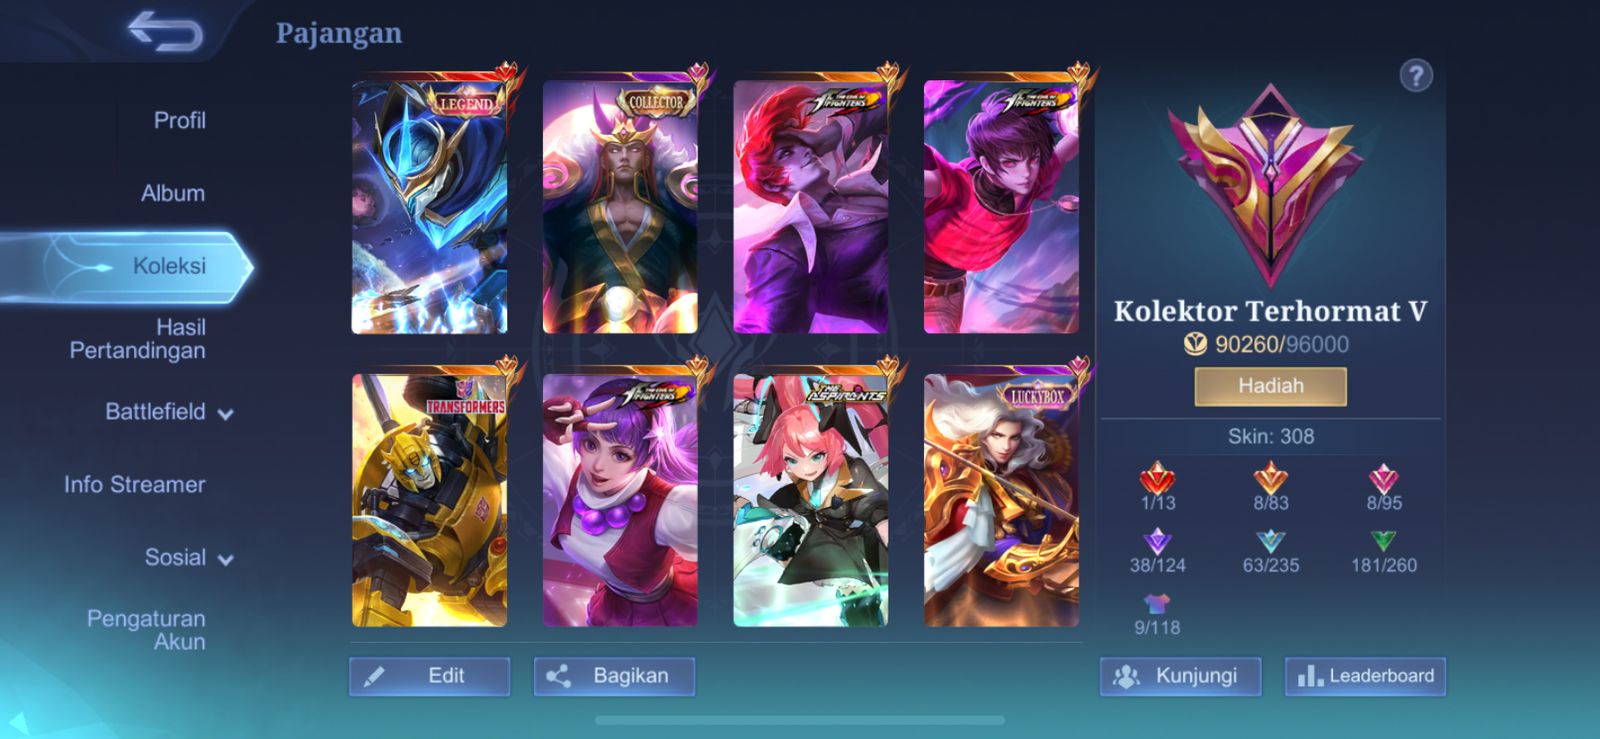 Pajangan
?
Profil
Album
Koleksi
Hasil
Pertandingan
Battlefield
Info Streamer
Sosial
Pengaturan
Akun
LEGEND
COLLECTOR
THE KING OF FIGHTERS
THE KING OF FIGHTERS
TRANSFORMERS
THE KING OF FIGHTERS
THE ASPIRANTS
LUCKYBOX
Edit
Bagikan
Kolektor Terhormat V
90260/96000
Hadiah
Skin: 308
1/13
8/83
8/95
38/124
63/235
181/260
9/118
Kunjungi
Leaderboard